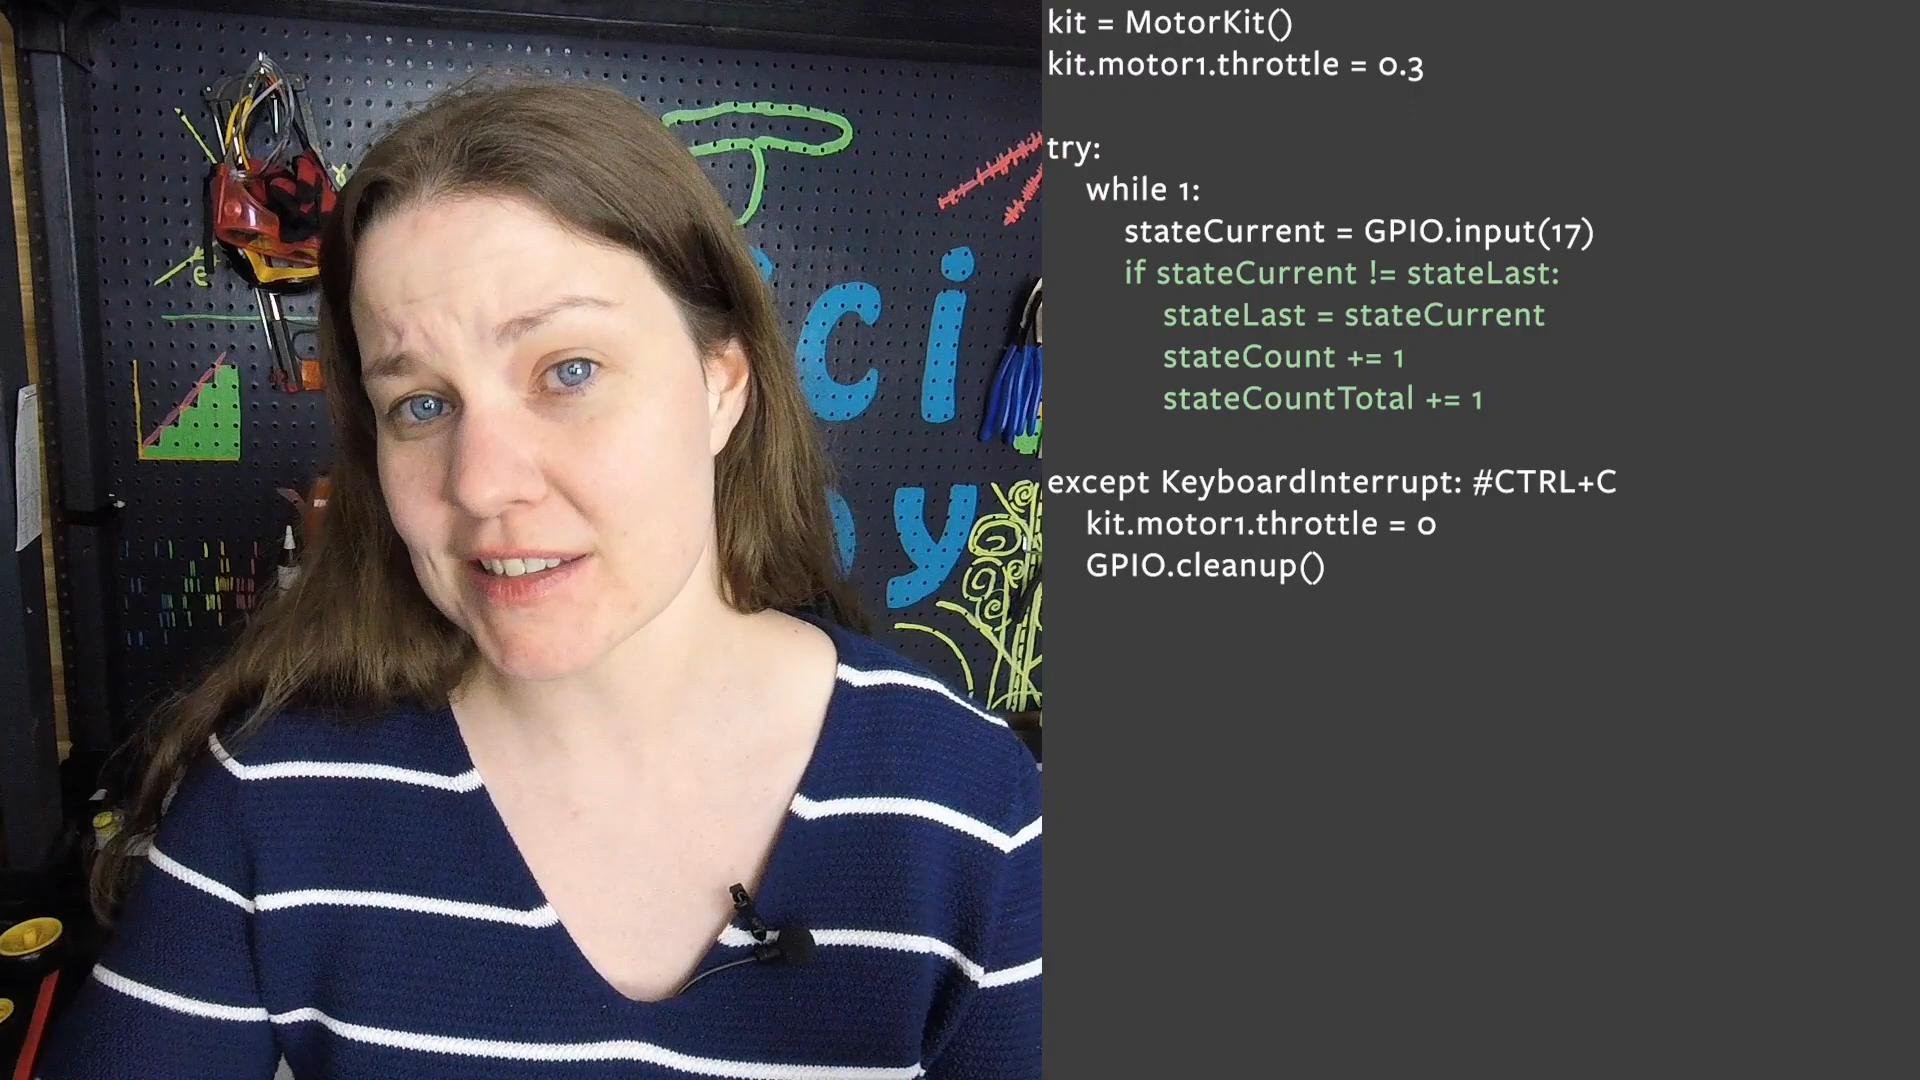 kit = MotorKit()
kit.motor1.throttle = 0.3
try:
while 1:
stateCurrent = GPIO.input(17)
if stateCurrent != stateLast:
stateLast = stateCurrent
stateCount += 1
stateCountTotal += 1
except KeyboardInterrupt: #CTRL+C
kit.motor1.throttle = 0
GPIO.cleanup()
ci
y